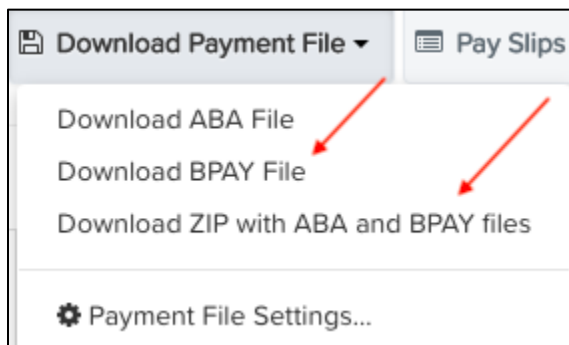 Download Payment File
Pay Slips
Download ABA File
Download BPAY File
Download ZIP with ABA and BPAY files
Payment File Settings...